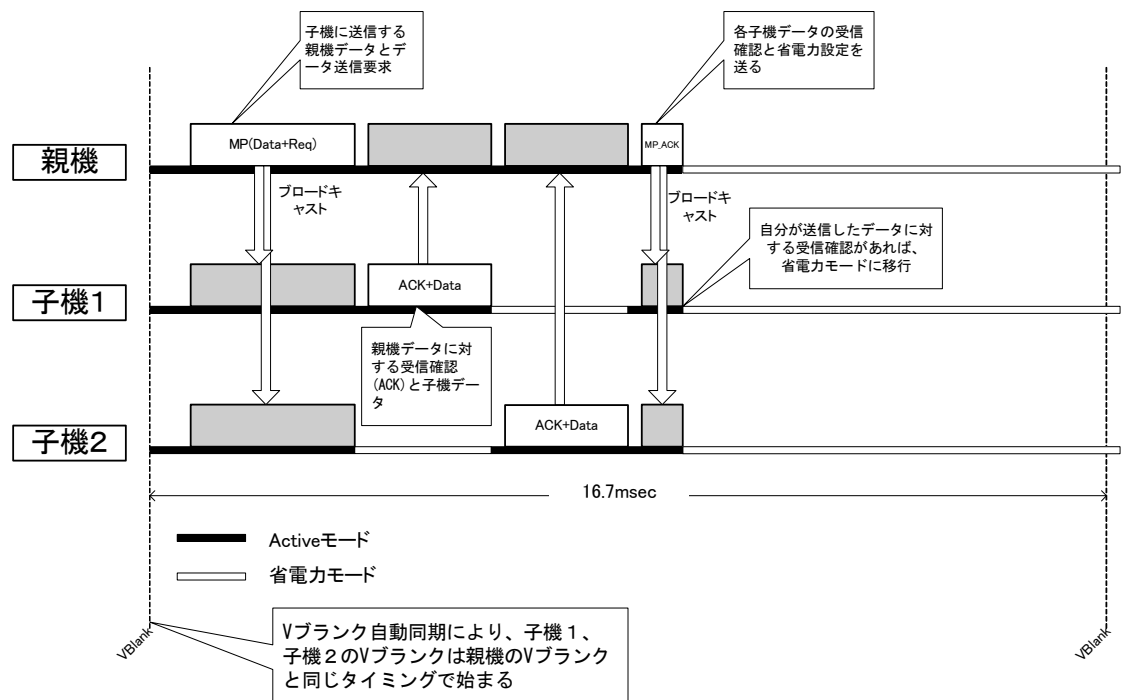 子機に送信する
親機データとデ
ータ送信要求
各子機データの受信
確認と省電力設定を
送る
親機
MP(Data+Req)
MP_ACK
ブロードキ
ャスト
ブロードキ
ャスト
自分が送信したデータに対
する受信確認があれば、
省電力モードに移行
子機1
ACK+Data
親機データに対
する受信確認
(ACK)と子機デー
タ
子機2
ACK+Data
16.7msec
Activeモード
省電力モード
VBlank
Vブランク自動同期により、子機１、
子機２のVブランクは親機のVブランク
と同じタイミングで始まる
VBlank